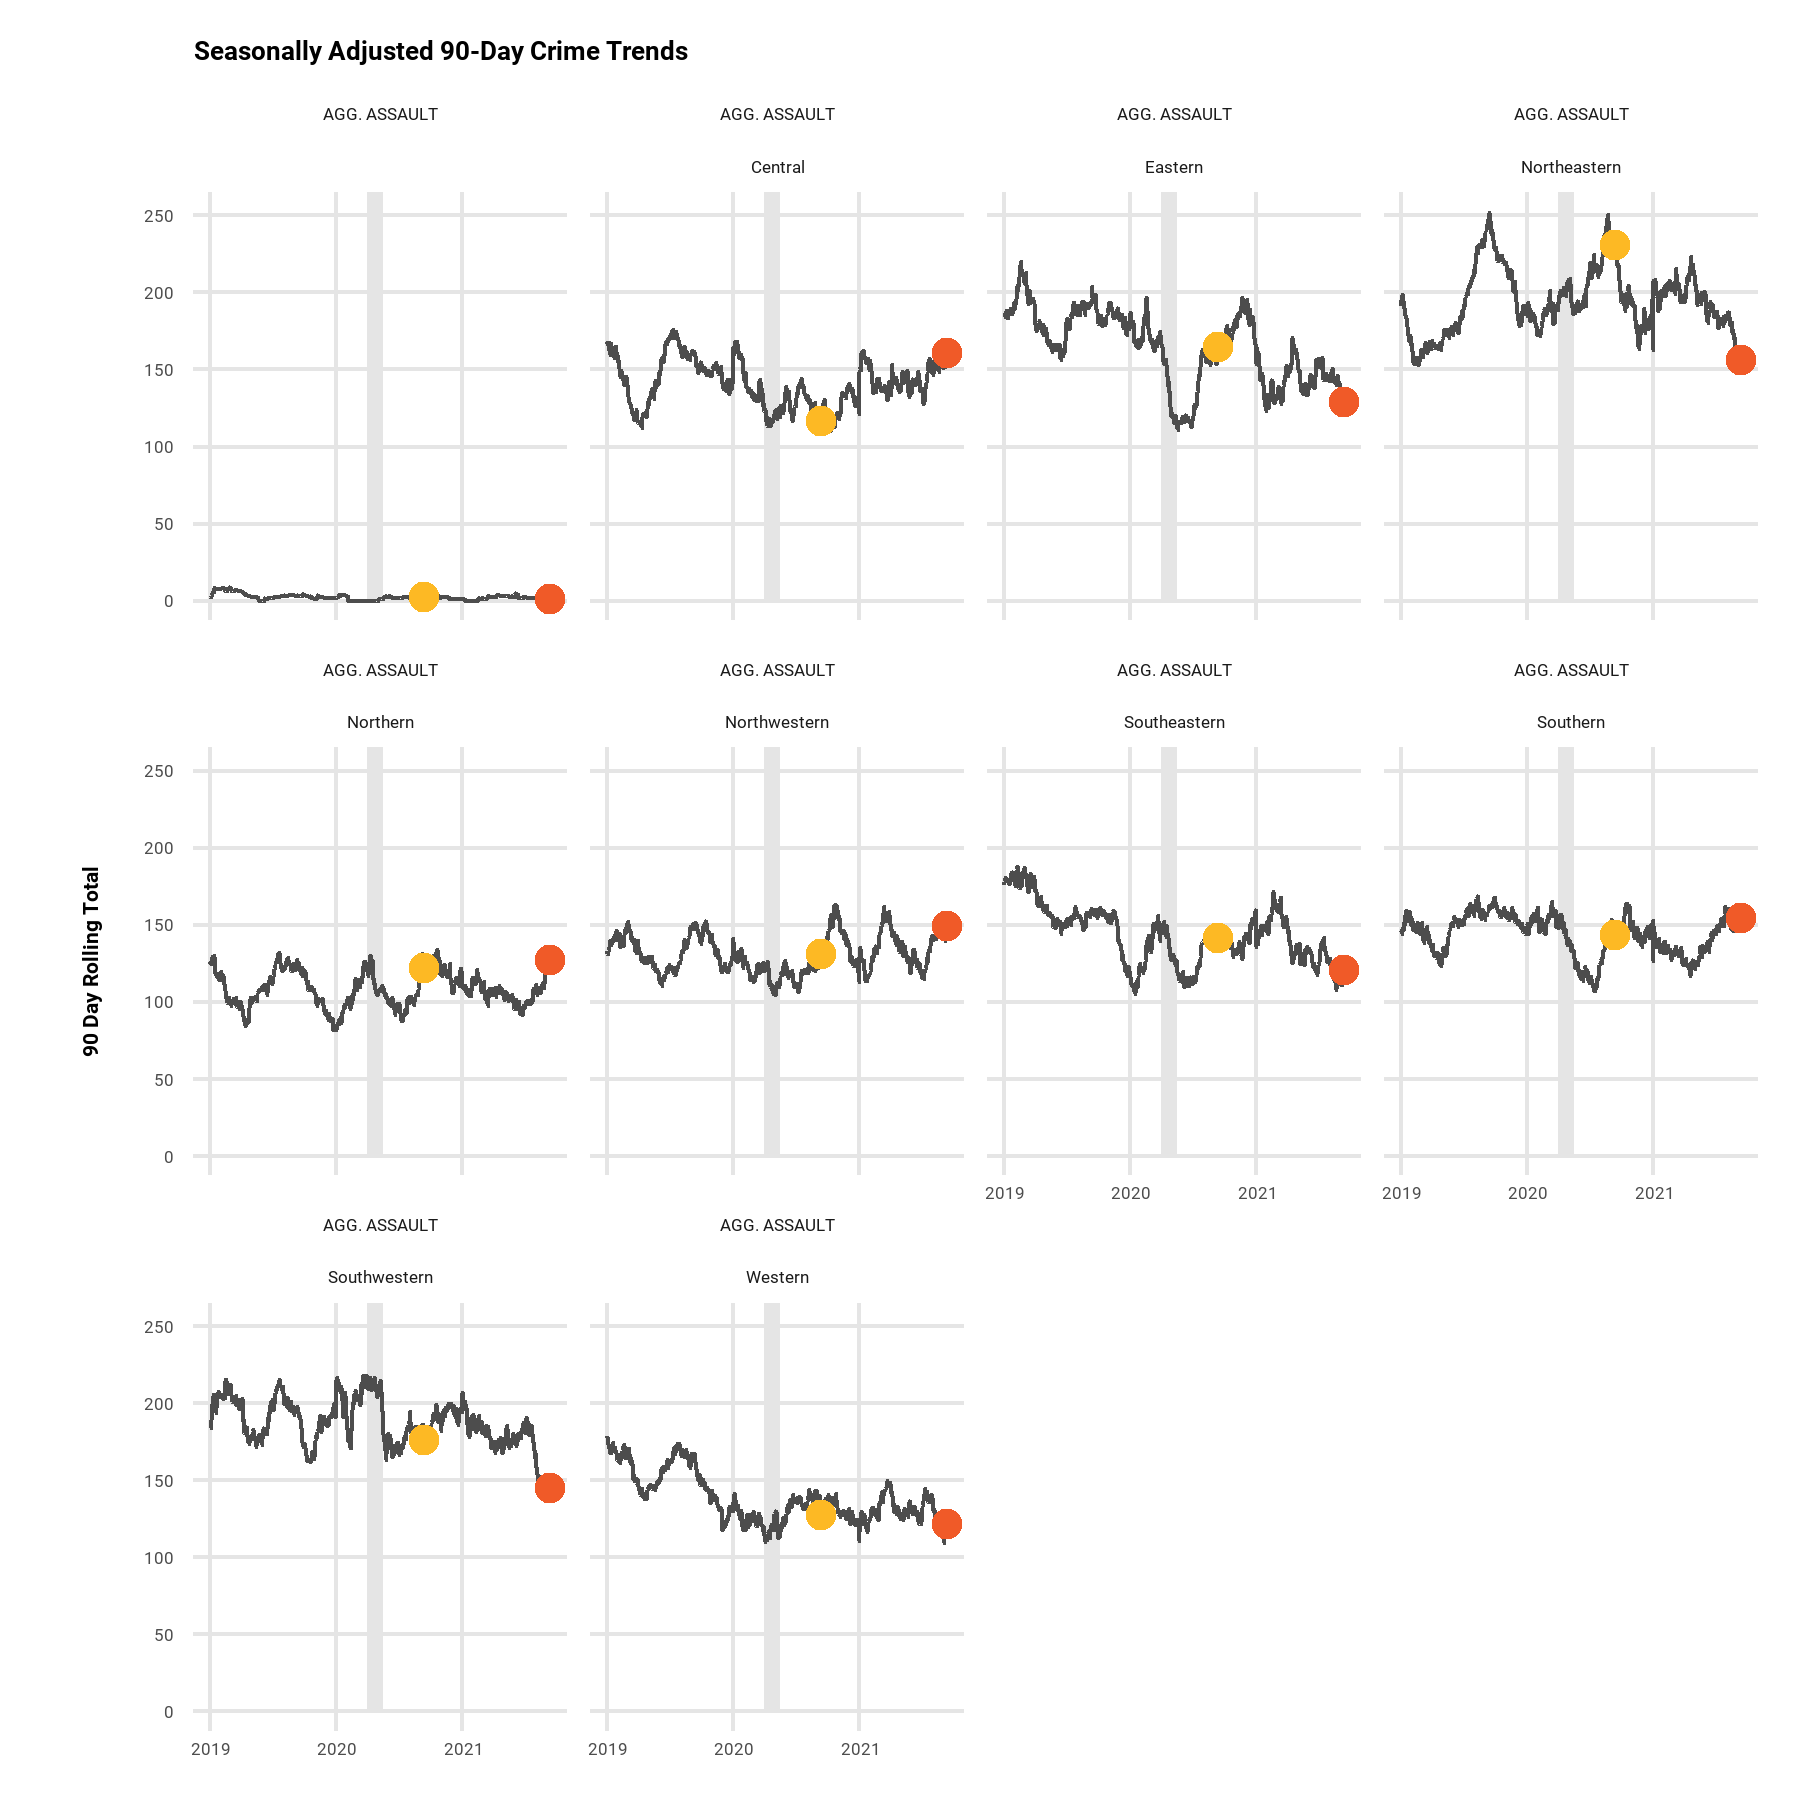 Seasonally Adjusted 90-Day Crime Trends
AGG. ASSAULT
AGG. ASSAULT
AGG. ASSAULT
AGG. ASSAULT
Central
Eastern
Northeastern
250
200
150
100
50
0
AGG. ASSAULT
AGG. ASSAULT
AGG. ASSAULT
AGG. ASSAULT
Northern
Northwestern
Southeastern
Southern
250
200
150
100
50
0
90 Day Rolling Total
2019
2020
2021
2019
2020
2021
AGG. ASSAULT
AGG. ASSAULT
Southwestern
Western
250
200
150
100
50
0
2019
2020
2021
2019
2020
2021